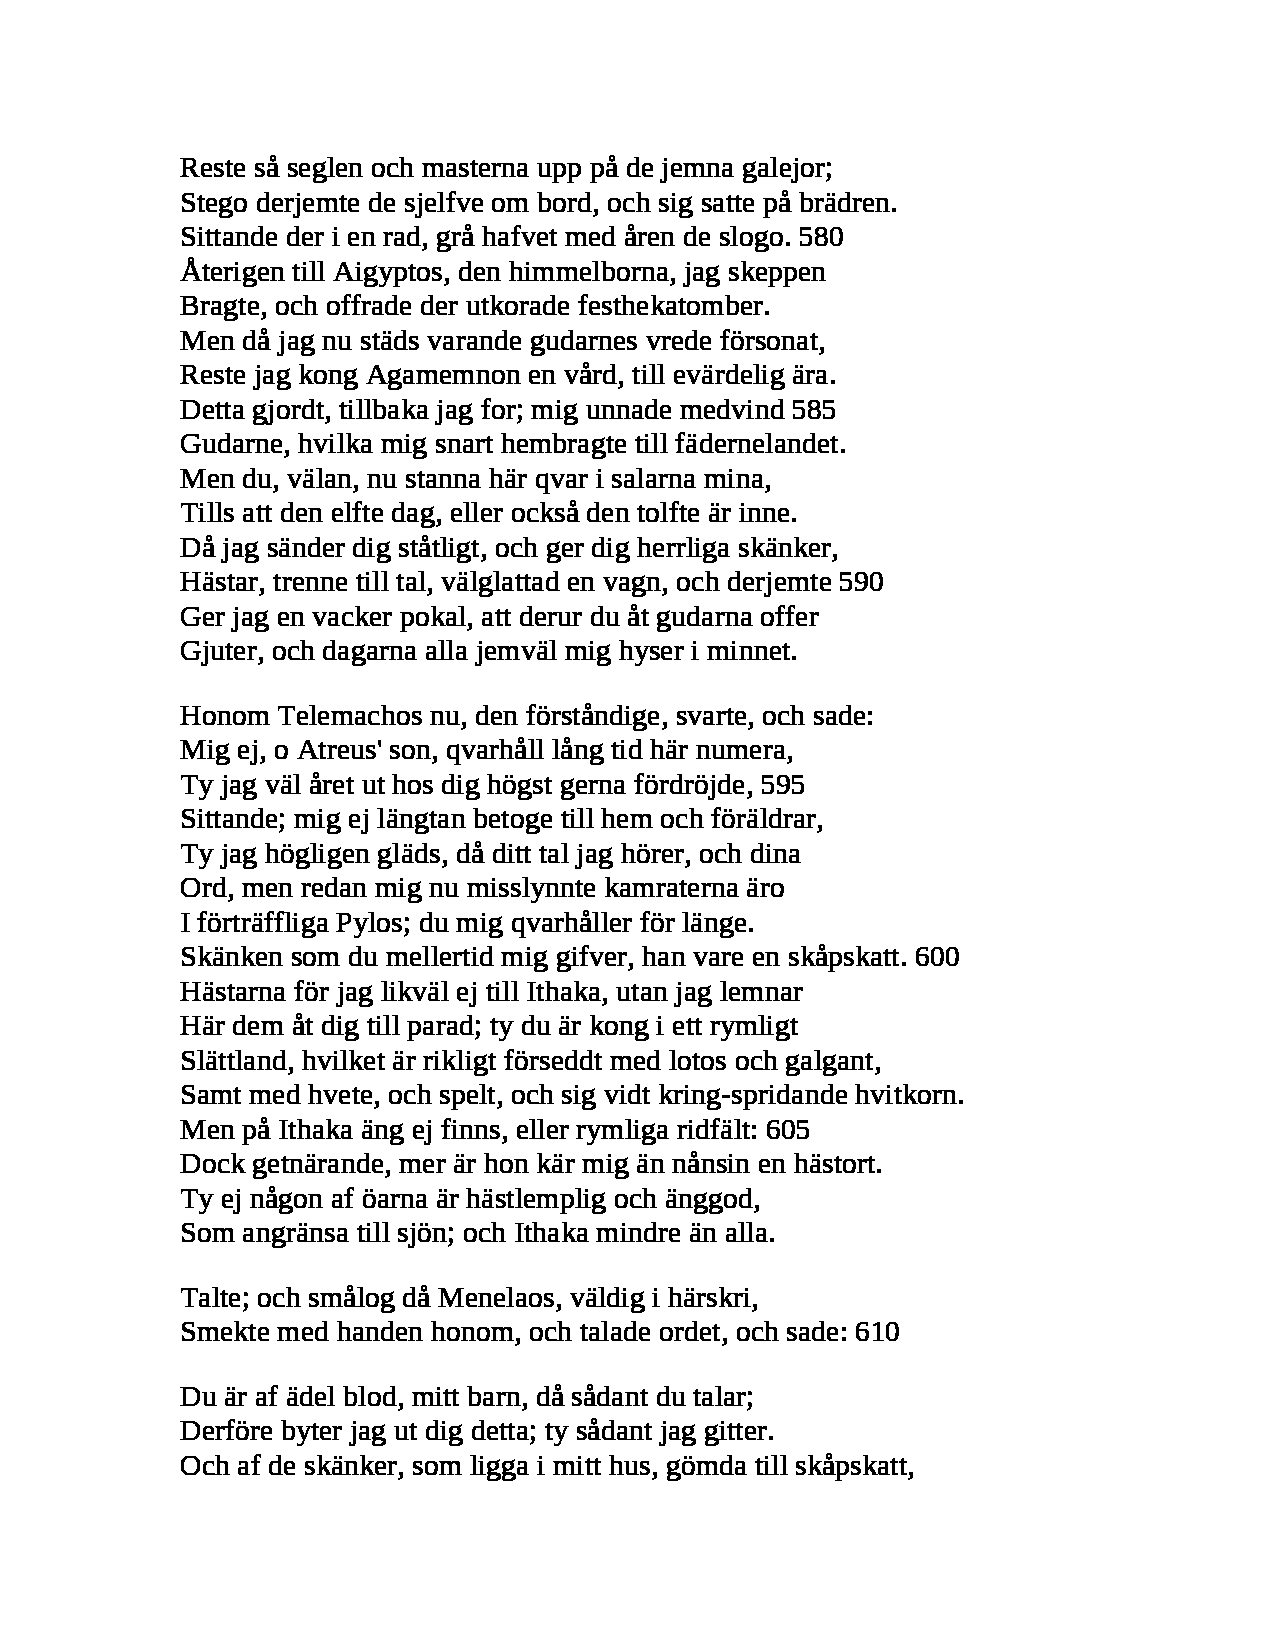 Reste så seglen och masterna upp på de jemna galejor;
Stego derjemte de sjelfve om bord, och sig satte på brädren.
Sittande der i en rad, grå hafvet med åren de slogo. 580
Återigen till Aigyptos, den himmelborna, jag skeppen
Bragte, och offrade der utkorade festhekatomber.
Men då jag nu städs varande gudarnes vrede försonat,
Reste jag kong Agamemnon en vård, till evärdelig ära.
Detta gjordt, tillbaka jag for; mig unnade medvind 585
Gudarne, hvilka mig snart hembragte till fädernelandet.
Men du, välan, nu stanna här qvar i salarna mina,
Tills att den elfte dag, eller också den tolfte är inne.
Då jag sänder dig ståtligt, och ger dig herrliga skänker,
Hästar, trenne till tal, välglattad en vagn, och derjemte 590
Ger jag en vacker pokal, att derur du åt gudarna offer
Gjuter, och dagarna alla jemväl mig hyser i minnet.
Honom Telemachos nu, den förståndige, svarte, och sade:
Mig ej, o Atreus' son, qvarhåll lång tid här numera,
Ty jag väl året ut hos dig högst gerna fördröjde, 595
Sittande; mig ej längtan betoge till hem och föräldrar,
Ty jag högligen gläds, då ditt tal jag hörer, och dina
Ord, men redan mig nu misslynnte kamraterna äro
I förträffliga Pylos; du mig qvarhåller för länge.
Skänken som du mellertid mig gifver, han vare en skåpskatt. 600
Hästarna för jag likväl ej till Ithaka, utan jag lemnar
Här dem åt dig till parad; ty du är kong i ett rymligt
Slättland, hvilket är rikligt förseddt med lotos och galgant,
Samt med hvete, och spelt, och sig vidt kring-spridande hvitkorn.
Men på Ithaka äng ej finns, eller rymliga ridfält: 605
Dock getnärande, mer är hon kär mig än nånsin en hästort.
Ty ej någon af öarna är hästlemplig och änggod,
Som angränsa till sjön; och Ithaka mindre än alla.
Talte; och smålog då Menelaos, väldig i härskri,
Smekte med handen honom, och talade ordet, och sade: 610
Du är af ädel blod, mitt barn, då sådant du talar;
Derföre byter jag ut dig detta; ty sådant jag gitter.
Och af de skänker, som ligga i mitt hus, gömda till skåpskatt,